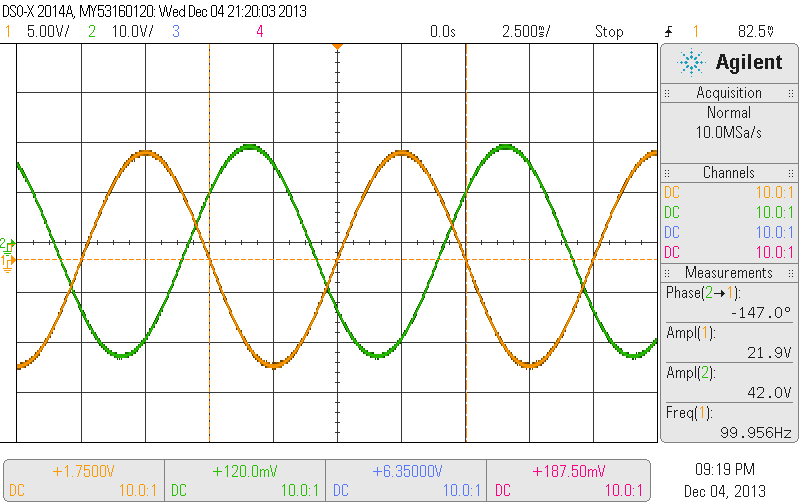 DSO-X 2014A, MY53160120: Wed Dec 04 21:20:03 2013
1 5.00V/ 2 10.0V/ 3 4 0.0s 2.500ms/ Stop 1 82.5%
Agilent
Acquisition
Normal
10.0MSa/s
Channels
DC 10.0:1
DC 10.0:1
DC 10.0:1
DC 10.0:1
Measurements
Phase(2→1):
-147.0°
Ampl(1):
21.9V
Ampl(2):
42.0V
Freq(1):
99.956Hz
2
1
+1.7500V +120.0mV +6.35000V +187.50mV
DC 10.0:1 DC 10.0:1 DC 10.0:1 DC 10.0:1
09:19 PM
Dec 04, 2013